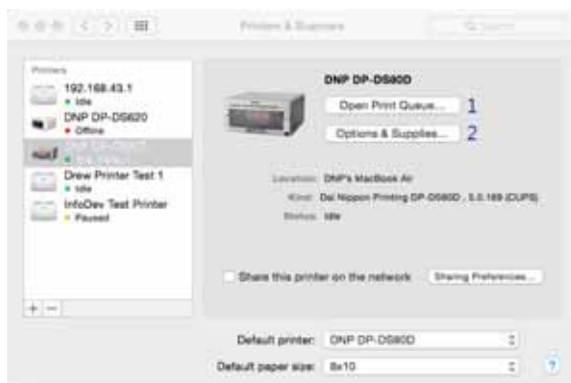 Printers & Scanners
Search
Printers
192.168.43.1
Idle
DNP DP-DS620
Offline
Drew Printer Test 1
Idle
InfoDev Test Printer
Paused
DNP DP-DS80D
Open Print Queue... 1
Options & Supplies... 2
Location: DNP's MacBook Air
Kind: Dai Nippon Printing DP-DS80D , 5.0.169 (CUPS)
Status: Idle
Share this printer on the network
Sharing Preferences...
+ -
Default printer: DNP DP-DS80D
Default paper size: 8x10
?